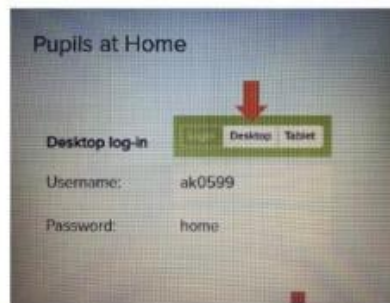 Pupils at Home
Desktop Tablet
Desktop log-in
Username: ak0599
Password: home